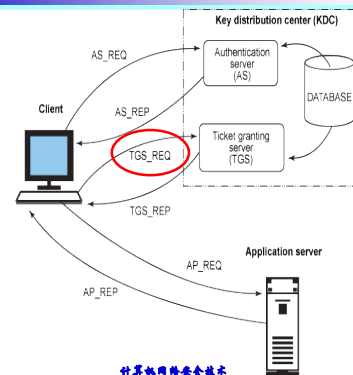 Key distribution center (KDC)
AS_REQ
Authentication
server
(AS)
DATABASE
Client
AS_REP
TGS_REQ
Ticket granting
server
(TGS)
TGS_REP
Application server
AP_REQ
AP_REP
计算机网络安全技术